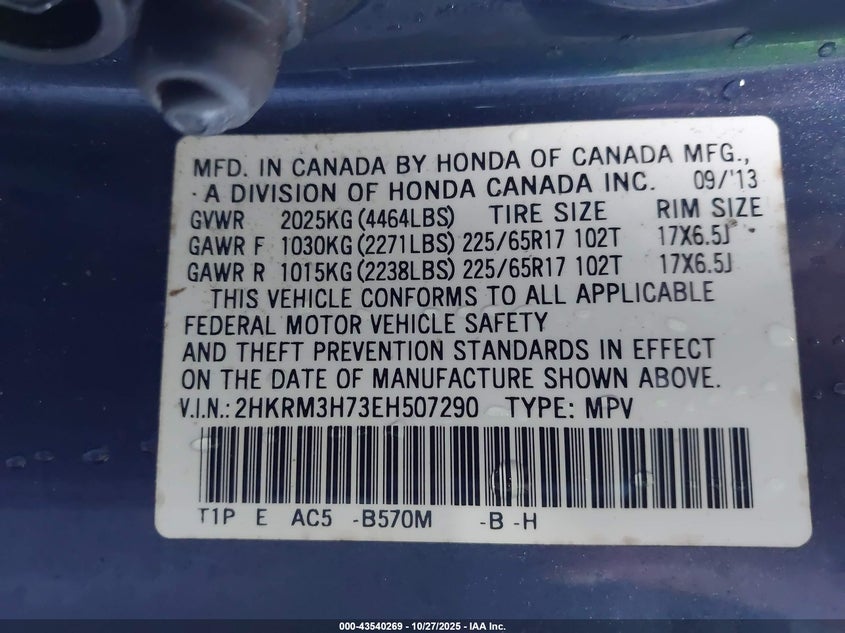 MFD. IN CANADA BY HONDA OF CANADA MFG.,
A DIVISION OF HONDA CANADA INC. 09/'13
GVWR 2025KG (4464LBS) TIRE SIZE RIM SIZE
GAWR F 1030KG (2271LBS) 225/65R17 102T 17X6.5J
GAWR R 1015KG (2238LBS) 225/65R17 102T 17X6.5J
THIS VEHICLE CONFORMS TO ALL APPLICABLE
FEDERAL MOTOR VEHICLE SAFETY
AND THEFT PREVENTION STANDARDS IN EFFECT
ON THE DATE OF MANUFACTURE SHOWN ABOVE.
V.I.N.: 2HKRM3H73EH507290 TYPE: MPV
T1P E AC5 -B570M -B -H
000-43540269 - 10/27/2025 - IAA Inc.